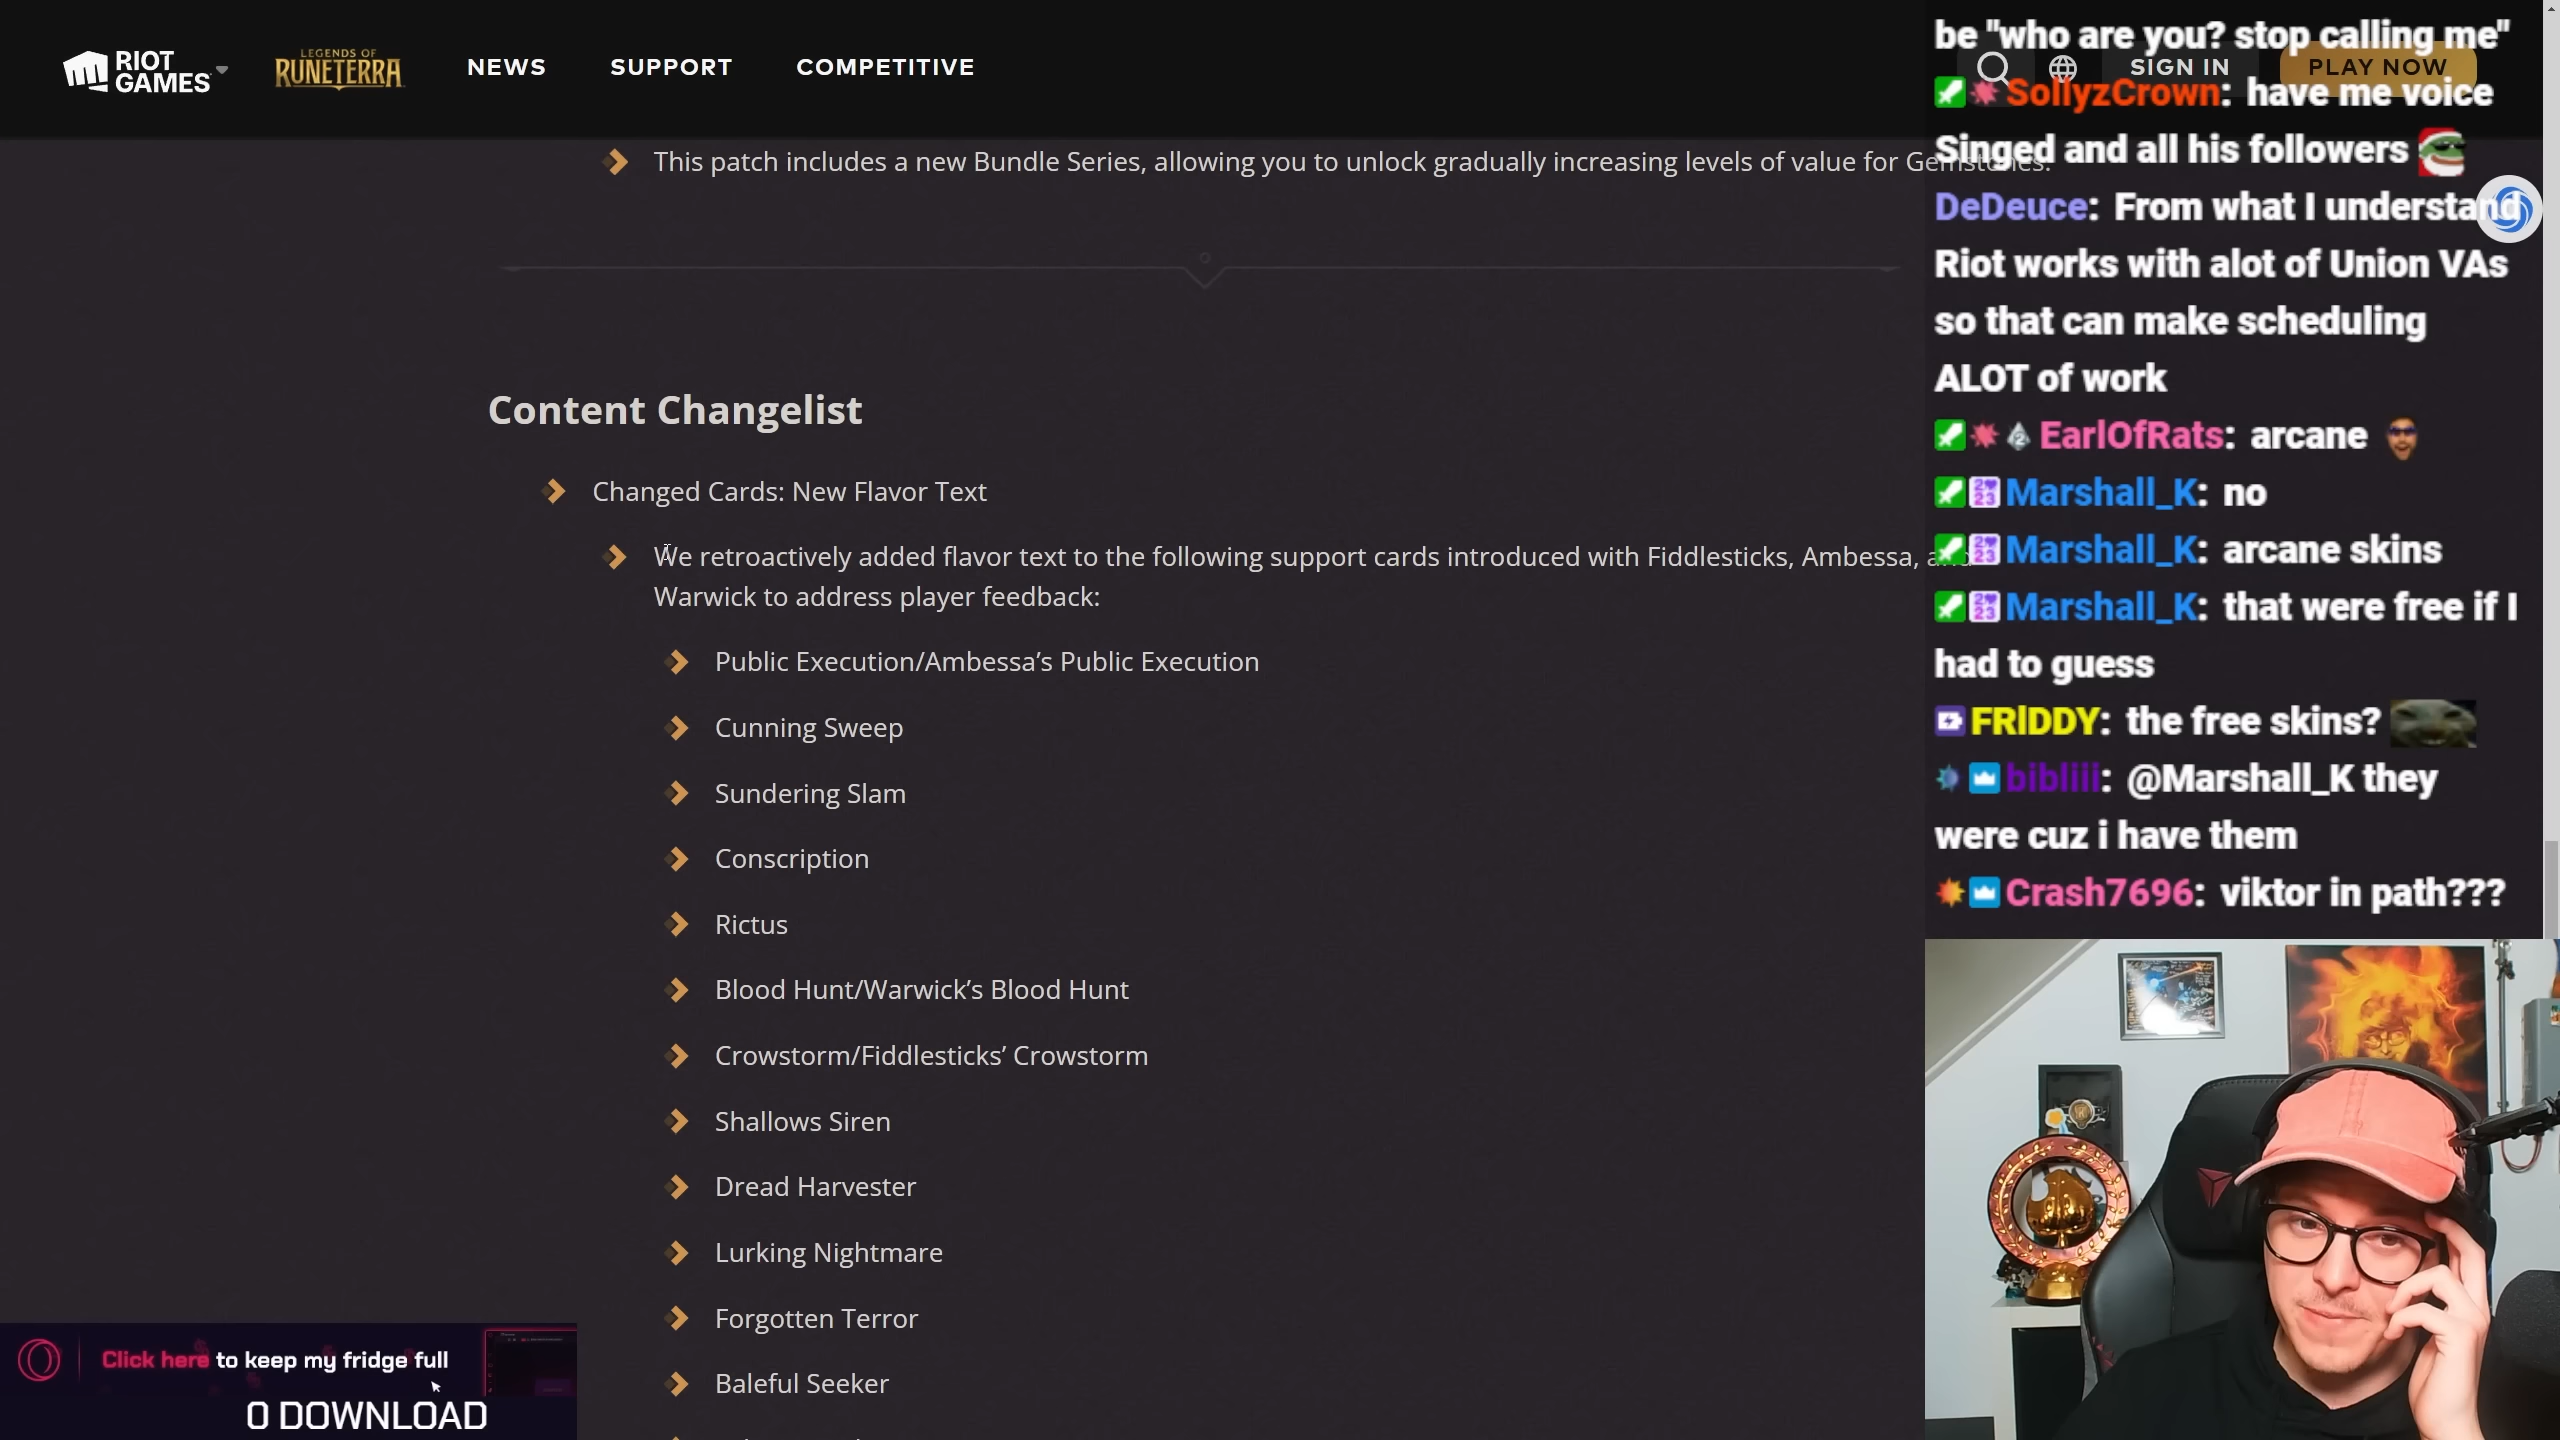 RIOT GAMES
LEGENDS OF RUNETERRA
NEWS
SUPPORT
COMPETITIVE
SIGN IN
PLAY NOW
This patch includes a new Bundle Series, allowing you to unlock gradually increasing levels of value for Gemstones.
Content Changelist
Changed Cards: New Flavor Text
We retroactively added flavor text to the following support cards introduced with Fiddlesticks, Ambessa, and
Warwick to address player feedback:
Public Execution/Ambessa’s Public Execution
Cunning Sweep
Sundering Slam
Conscription
Rictus
Blood Hunt/Warwick’s Blood Hunt
Crowstorm/Fiddlesticks’ Crowstorm
Shallows Siren
Dread Harvester
Lurking Nightmare
Forgotten Terror
Baleful Seeker
Click here to keep my fridge full
0 DOWNLOAD
be "who are you? stop calling me"
SollyzCrown: have me voice
Singed and all his followers
DeDeuce: From what I understand
Riot works with alot of Union VAs
so that can make scheduling
ALOT of work
EarlOfRats: arcane
Marshall_K: no
Marshall_K: arcane skins
Marshall_K: that were free if I
had to guess
FRIDDY: the free skins?
bibliii: @Marshall_K they
were cuz i have them
Crash7696: viktor in path???